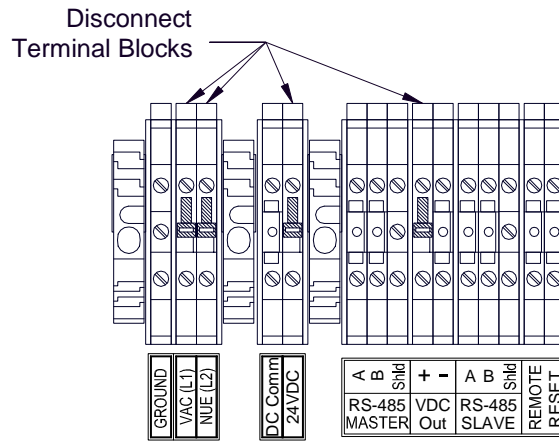 Disconnect
Terminal Blocks
GROUND
VAC (L1)
NUE (L2)
DC Comm
24VDC
A B Shld + - A B Shld
RS-485 MASTER
VDC Out
RS-485 SLAVE
REMOTE
RESET